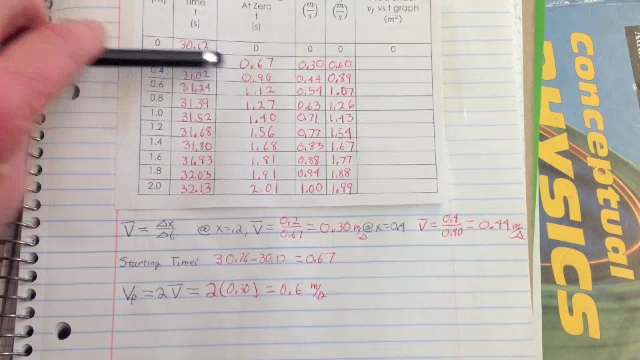 Time
At Zero
v_f vs t graph
t
t
(s)
(s)
(m/s)
(m/s)
(m²)
0 30.12 0 0 0 0
0.67 0.30 0.60
0.4 31.02 0.90 0.44 0.89
0.6 31.24 1.12 0.54 1.07
0.8 31.39 1.27 0.63 1.26
1.0 31.52 1.40 0.71 1.43
1.2 31.68 1.56 0.77 1.54
1.4 31.80 1.68 0.83 1.67
1.6 31.93 1.81 0.88 1.77
1.8 32.03 1.91 0.94 1.88
2.0 32.13 2.01 1.00 1.99
V̄ = Δx/Δt @ x=.2, V̄ = 0.2/0.67 = 0.30 m/s @ x=0.4 V̄ = 0.4/0.90 = 0.44 m/s
Starting Time: 30.76-30.12 = 0.67
V_f = 2V̄ = 2(0.30) = 0.6 m/s
conceptual
PHYSICS